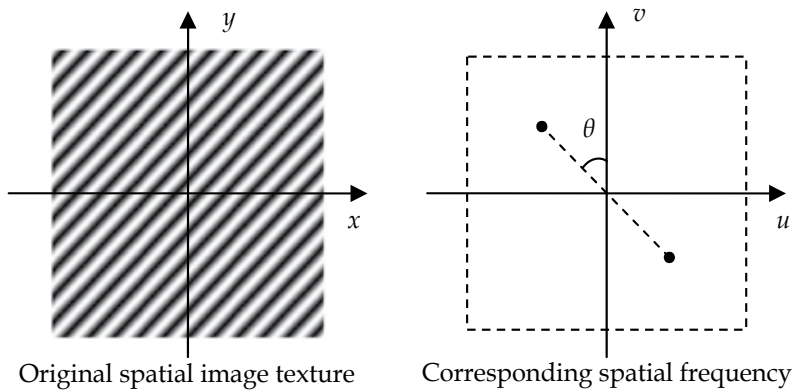 y
x
v
θ
u
Original spatial image texture
Corresponding spatial frequency